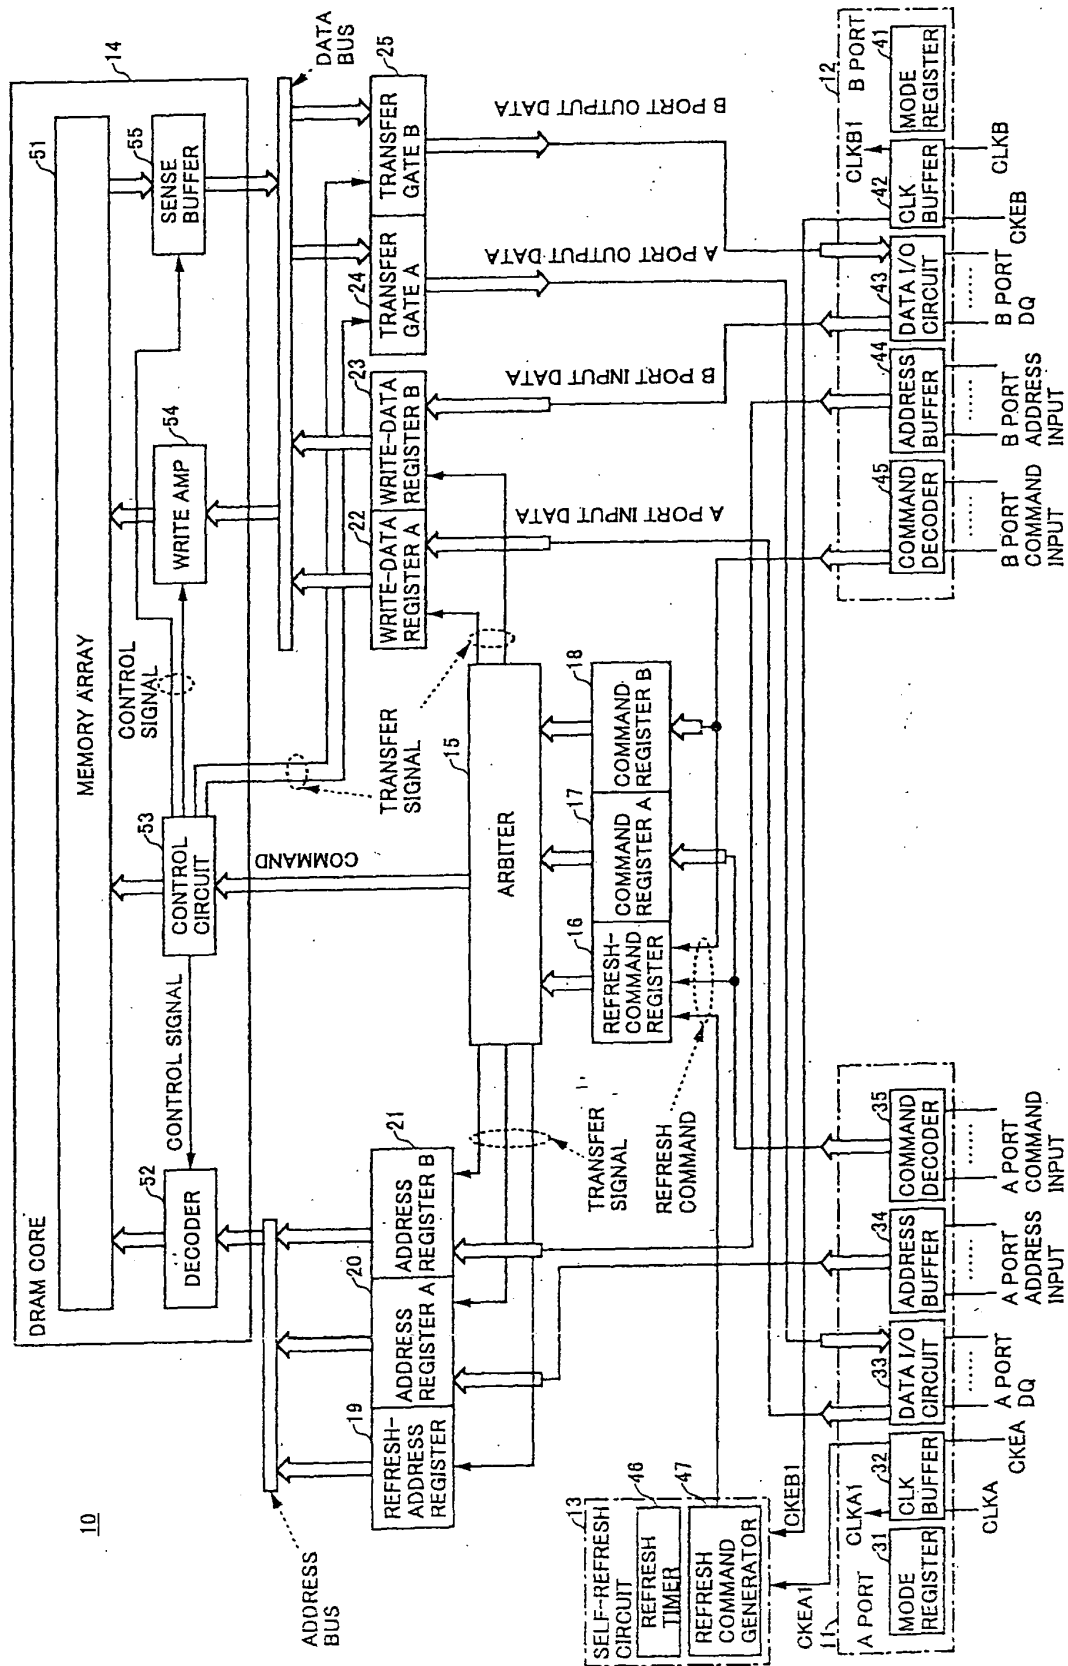 10
DRAM CORE
14
51
MEMORY ARRAY
DECODER
52
CONTROL SIGNAL
CONTROL
CIRCUIT
53
CONTROL
SIGNAL
WRITE AMP
54
SENSE
BUFFER
55
ADDRESS
BUS
DATA
BUS
REFRESH-
ADDRESS
REGISTER
19
ADDRESS
REGISTER A
20
ADDRESS
REGISTER B
21
COMMAND
TRANSFER
SIGNAL
WRITE-DATA
REGISTER A
22
WRITE-DATA
REGISTER B
23
TRANSFER
GATE A
24
TRANSFER
GATE B
25
ARBITER
15
TRANSFER
SIGNAL
A PORT INPUT DATA
B PORT INPUT DATA
A PORT OUTPUT DATA
B PORT OUTPUT DATA
REFRESH-
COMMAND
REGISTER
16
COMMAND
REGISTER A
17
COMMAND
REGISTER B
18
REFRESH
COMMAND
SELF-REFRESH
CIRCUIT
13
REFRESH
TIMER
46
REFRESH
COMMAND
GENERATOR
47
CKEA1
CKEB1
11
A PORT
MODE
REGISTER
31
CLKA1
CLK
BUFFER
32
DATA I/O
CIRCUIT
33
ADDRESS
BUFFER
34
COMMAND
DECODER
35
CLKA
CKEA
A PORT
DQ
A PORT
ADDRESS
INPUT
A PORT
COMMAND
INPUT
12
B PORT
COMMAND
DECODER
45
ADDRESS
BUFFER
44
DATA I/O
CIRCUIT
43
CLK
BUFFER
42
CLKB1
MODE
REGISTER
41
B PORT
COMMAND
INPUT
B PORT
ADDRESS
INPUT
B PORT
DQ
CKEB
CLKB